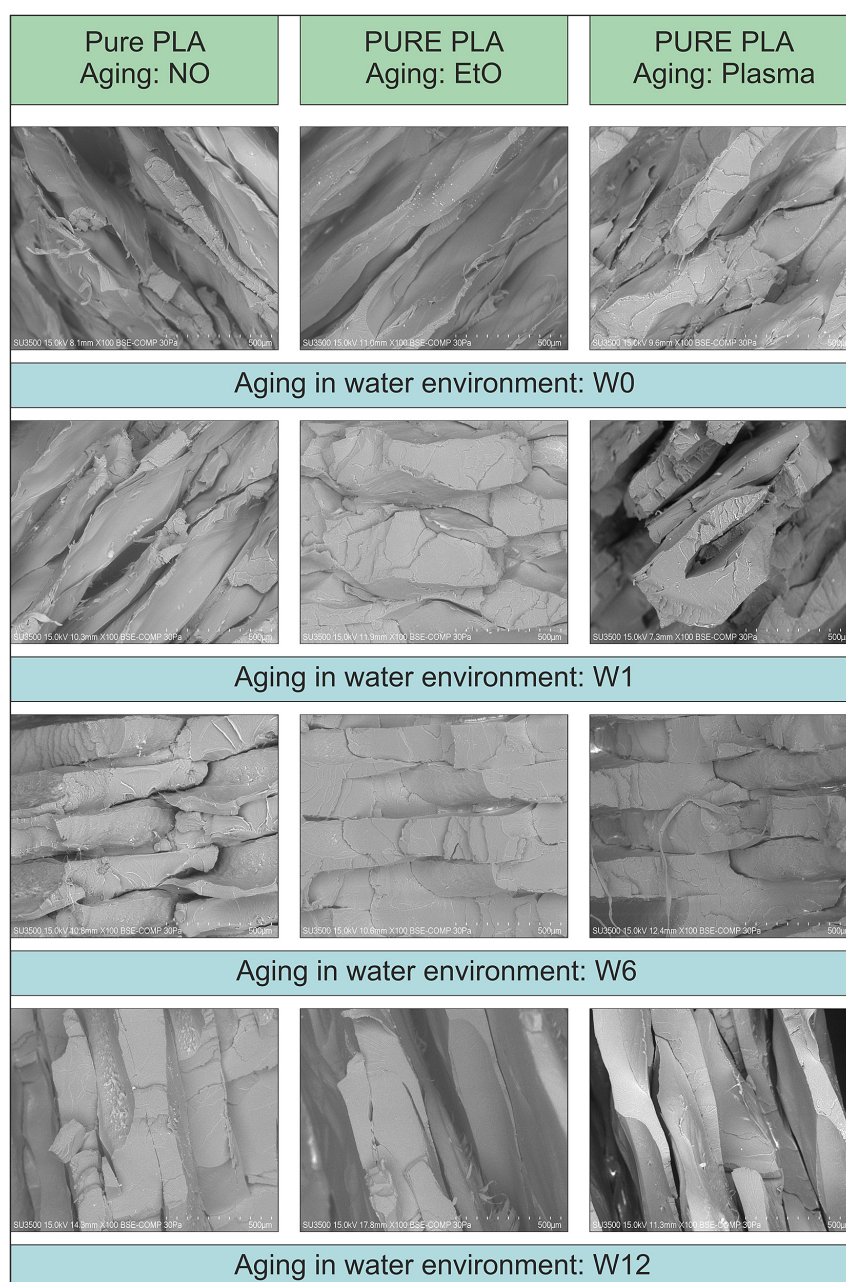 Pure PLA
Aging: NO
PURE PLA
Aging: EtO
PURE PLA
Aging: Plasma
SU3500 15.0kV 8.1mm X100 BSE-COMP 30Pa 500µm
SU3500 15.0kV 11.0mm X100 BSE-COMP 30Pa 500µm
SU3500 15.0kV 9.6mm X100 BSE-COMP 30Pa 500µm
Aging in water environment: W0
SU3500 15.0kV 10.3mm X100 BSE-COMP 30Pa 500µm
SU3500 15.0kV 11.9mm X100 BSE-COMP 30Pa 500µm
SU3500 15.0kV 7.3mm X100 BSE-COMP 30Pa 500µm
Aging in water environment: W1
SU3500 15.0kV 10.8mm X100 BSE-COMP 30Pa 500µm
SU3500 15.0kV 10.6mm X100 BSE-COMP 30Pa 500µm
SU3500 15.0kV 12.4mm X100 BSE-COMP 30Pa 500µm
Aging in water environment: W6
SU3500 15.0kV 14.3mm X100 BSE-COMP 30Pa 500µm
SU3500 15.0kV 17.8mm X100 BSE-COMP 30Pa 500µm
SU3500 15.0kV 11.3mm X100 BSE-COMP 30Pa 500µm
Aging in water environment: W12